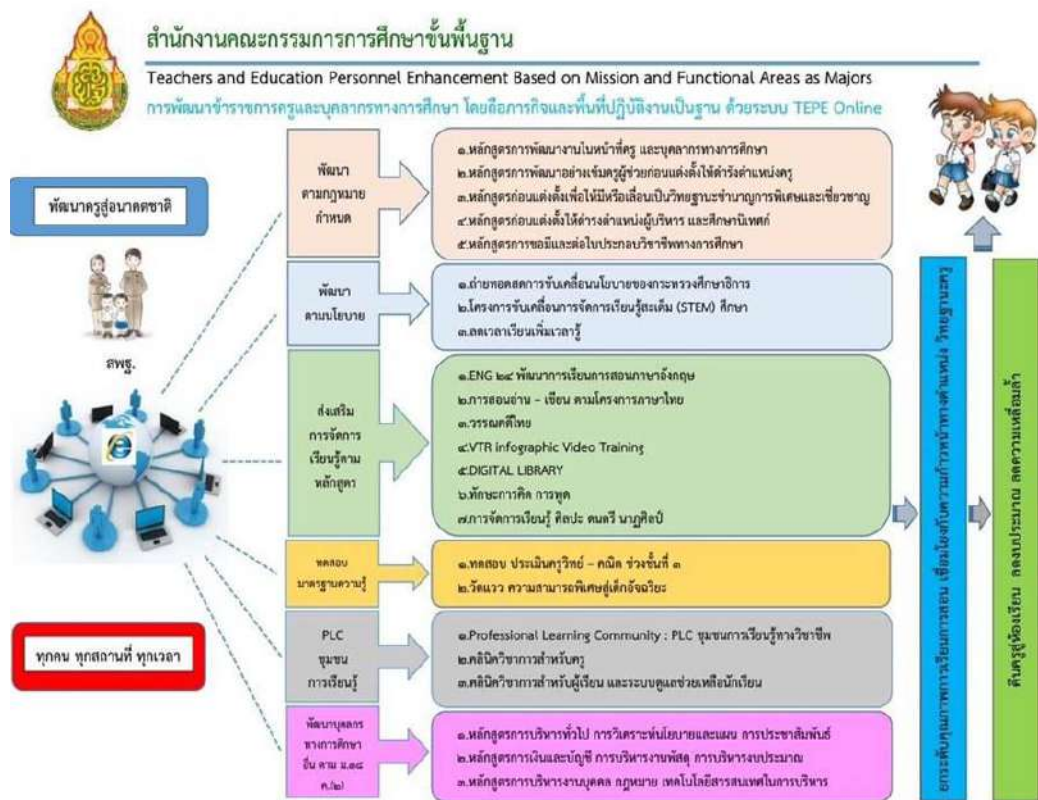 สำนักงานคณะกรรมการการศึกษาขั้นพื้นฐาน
Teachers and Education Personnel Enhancement Based on Mission and Functional Areas as Majors
การพัฒนาข้าราชการครูและบุคลากรทางการศึกษา โดยยึดภารกิจและพื้นที่ปฏิบัติงานเป็นฐาน ด้วยระบบ TEPE Online
พัฒนาครูสู่อนาคตชาติ
สพฐ.
ทุกคน ทุกสถานที่ ทุกเวลา
พัฒนา
ตามกฎหมาย
กำหนด
๑.หลักสูตรการพัฒนางานในหน้าที่ครู และบุคลากรทางการศึกษา
๒.หลักสูตรการพัฒนาอย่างเข้มครูผู้ช่วยก่อนแต่งตั้งให้ดำรงตำแหน่งครู
๓.หลักสูตรก่อนแต่งตั้งเพื่อให้มีหรือเลื่อนเป็นวิทยฐานะชำนาญการพิเศษและเชี่ยวชาญ
๔.หลักสูตรก่อนแต่งตั้งให้ดำรงตำแหน่งผู้บริหาร และศึกษานิเทศก์
๕.หลักสูตรการขอมีและต่อใบประกอบวิชาชีพทางการศึกษา
พัฒนา
ตามนโยบาย
๑.ถ่ายทอดสดการขับเคลื่อนนโยบายของกระทรวงศึกษาธิการ
๒.โครงการขับเคลื่อนการจัดการเรียนรู้สะเต็ม (STEM) ศึกษา
๓.ลดเวลาเรียนเพิ่มเวลารู้
ส่งเสริม
การจัดการ
เรียนรู้ตาม
หลักสูตร
๑.ENG ๒๔ พัฒนาการเรียนการสอนภาษาอังกฤษ
๒.การสอนอ่าน – เขียน ตามโครงการภาษาไทย
๓.วรรณคดีไทย
๔.VTR infographic Video Training
๕.DIGITAL LIBRARY
๖.ทักษะการคิด การพูด
๗.การจัดการเรียนรู้ ศิลปะ ดนตรี นาฏศิลป์
ทดสอบ
มาตรฐานความรู้
๑.ทดสอบ ประเมินครูวิทย์ – คณิต ช่วงชั้นที่ ๓
๒.วัดแวว ความสามารถพิเศษสู่เด็กอัจฉริยะ
PLC
ชุมชน
การเรียนรู้
๑.Professional Learning Community : PLC ชุมชนการเรียนรู้ทางวิชาชีพ
๒.คลินิควิชาการสำหรับครู
๓.คลินิควิชาการสำหรับผู้เรียน และระบบดูแลช่วยเหลือนักเรียน
พัฒนาบุคลากร
ทางการศึกษา
อื่น ตาม ม.๓๘
ค.(๒)
๑.หลักสูตรการบริหารทั่วไป การวิเคราะห์นโยบายและแผน การประชาสัมพันธ์
๒.หลักสูตรการเงินและบัญชี การบริหารงานพัสดุ การบริหารงบประมาณ
๓.หลักสูตรการบริหารงานบุคคล กฎหมาย เทคโนโลยีสารสนเทศในการบริหาร
ยกระดับคุณภาพการเรียนการสอน เชื่อมโยงกับความก้าวหน้าทางตำแหน่ง วิทยฐานะครู
คืนครูสู่ห้องเรียน ลดงบประมาณ ลดความเหลื่อมล้ำ